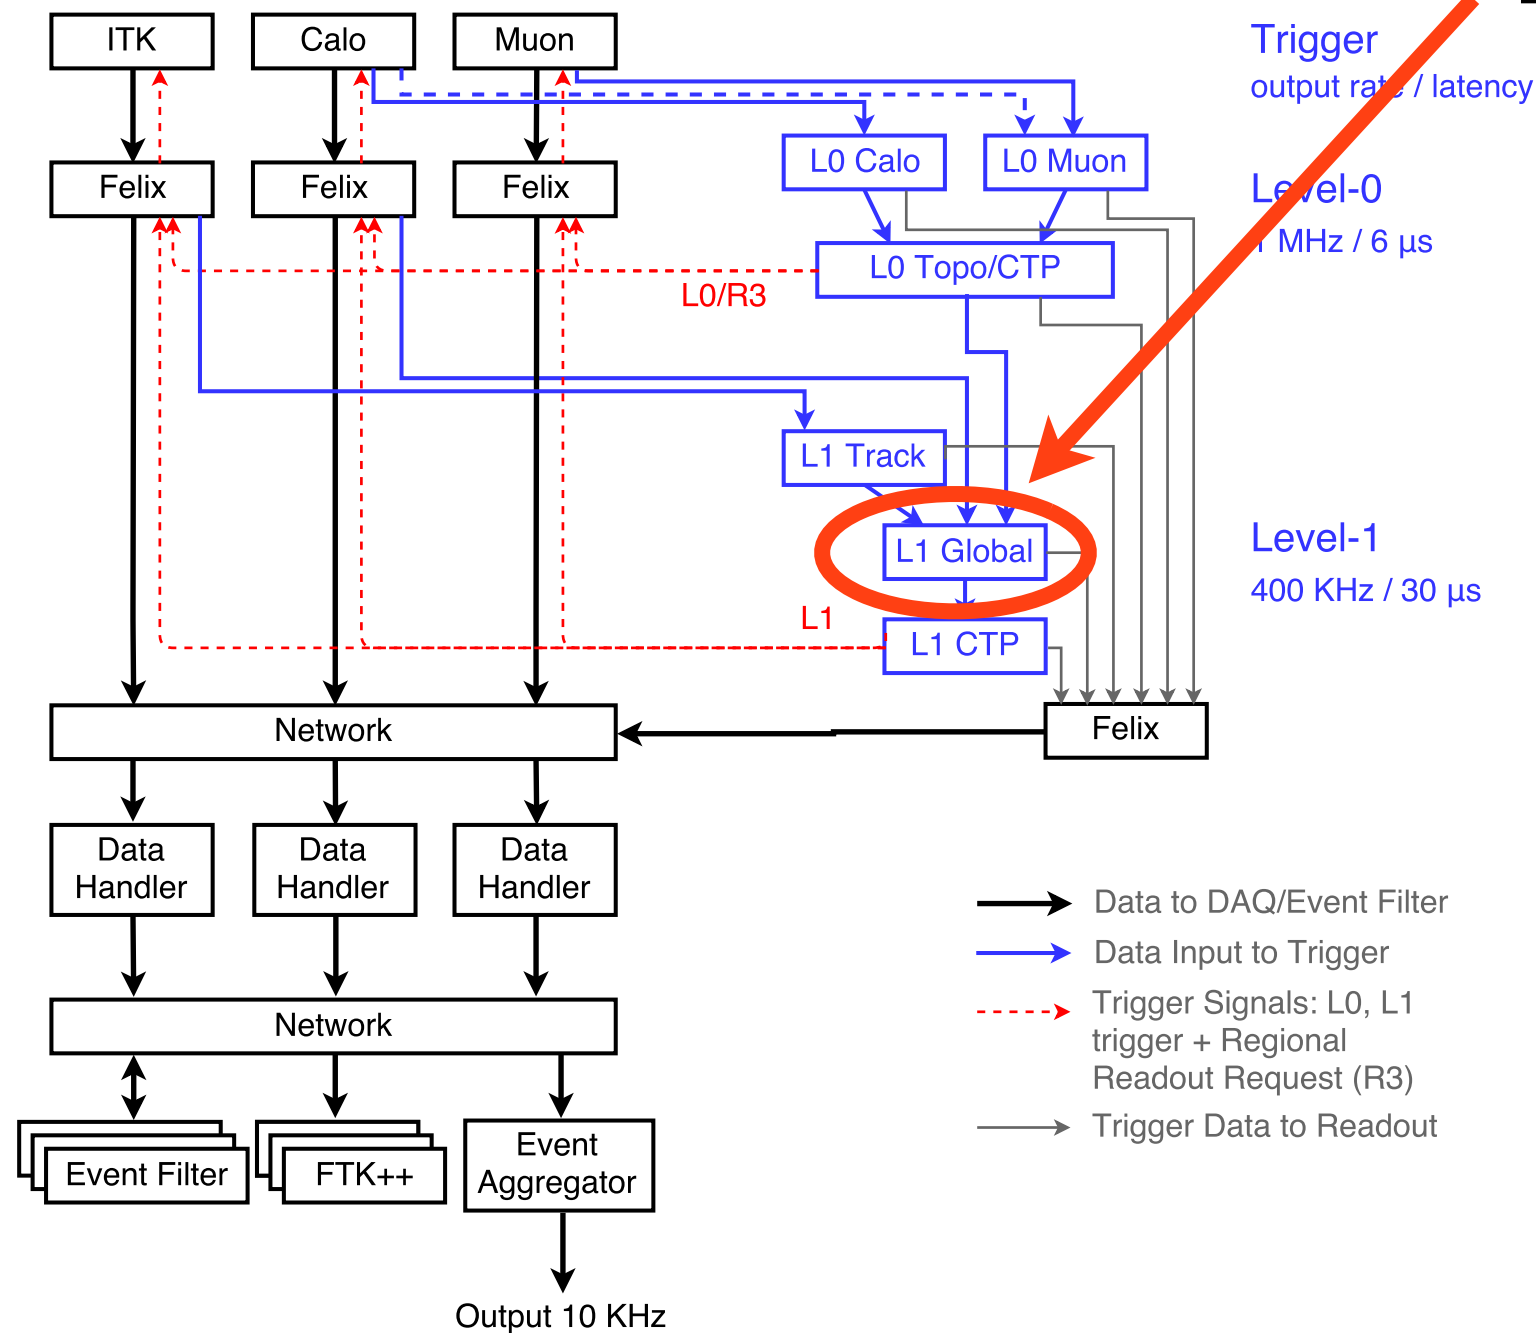 ITK
Calo
Muon
Trigger
output rate / latency
L0 Calo
L0 Muon
Felix
Felix
Felix
Level-0
1 MHz / 6 μs
L0 Topo/CTP
L0/R3
L1 Track
L1 Global
Level-1
400 KHz / 30 μs
L1
L1 CTP
Network
Felix
Data
Handler
Data
Handler
Data
Handler
Data to DAQ/Event Filter
Data Input to Trigger
Trigger Signals: L0, L1
trigger + Regional
Readout Request (R3)
Trigger Data to Readout
Network
Event Filter
FTK++
Event
Aggregator
Output 10 KHz